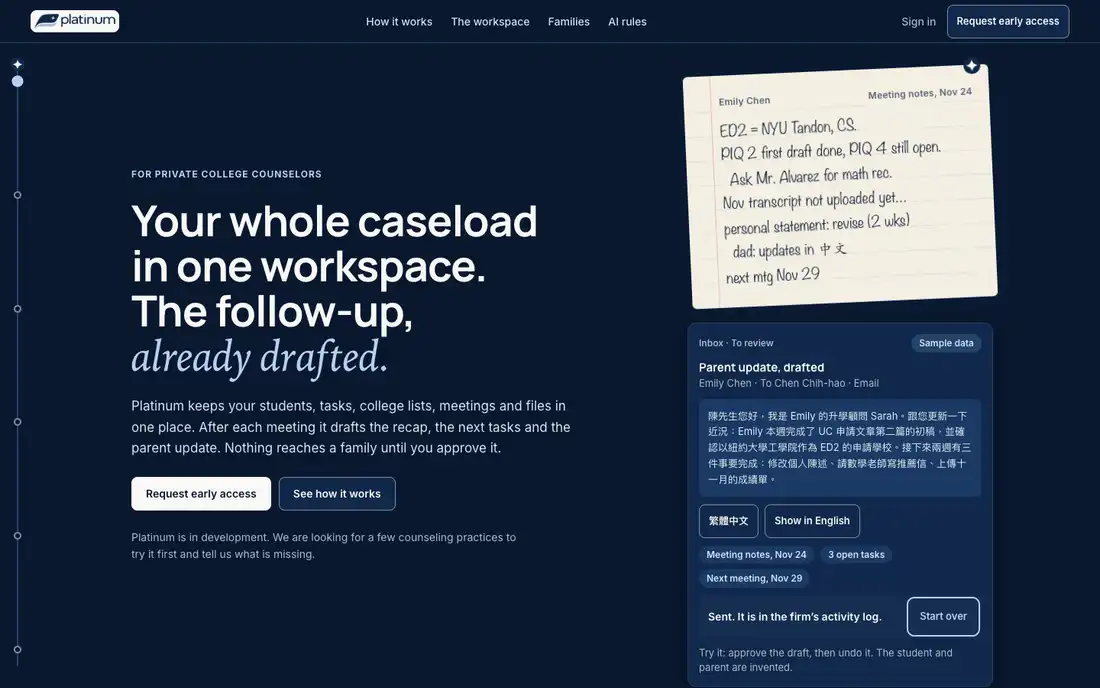 platinum
How it works
The workspace
Families
AI rules
Sign in
Request early access
FOR PRIVATE COLLEGE COUNSELORS
Your whole caseload
in one workspace.
The follow-up,
already drafted.
Platinum keeps your students, tasks, college lists, meetings and files in
one place. After each meeting it drafts the recap, the next tasks and the
parent update. Nothing reaches a family until you approve it.
Request early access
See how it works
Platinum is in development. We are looking for a few counseling practices to
try it first and tell us what is missing.
Emily Chen
Meeting notes, Nov 24
ED2 = NYU Tandon, CS.
PIQ 2 first draft done, PIQ 4 still open.
Ask Mr. Alvarez for math rec.
Nov transcript not uploaded yet...
personal statement: revise (2 wks)
dad: updates in 中文
next mtg Nov 29
Inbox · To review
Sample data
Parent update, drafted
Emily Chen · To Chen Chih-hao · Email
陳先生您好，我是 Emily 的升學顧問 Sarah。跟您更新一下
近況：Emily 本週完成了 UC 申請文章第二篇的初稿，並確
認以紐約大學工學院作為 ED2 的申請學校。接下來兩週有三
件事要完成：修改個人陳述、請數學老師寫推薦信、上傳十
一月的成績單。
繁體中文
Show in English
Meeting notes, Nov 24
3 open tasks
Next meeting, Nov 29
Sent. It is in the firm's activity log.
Start over
Try it: approve the draft, then undo it. The student and
parent are invented.